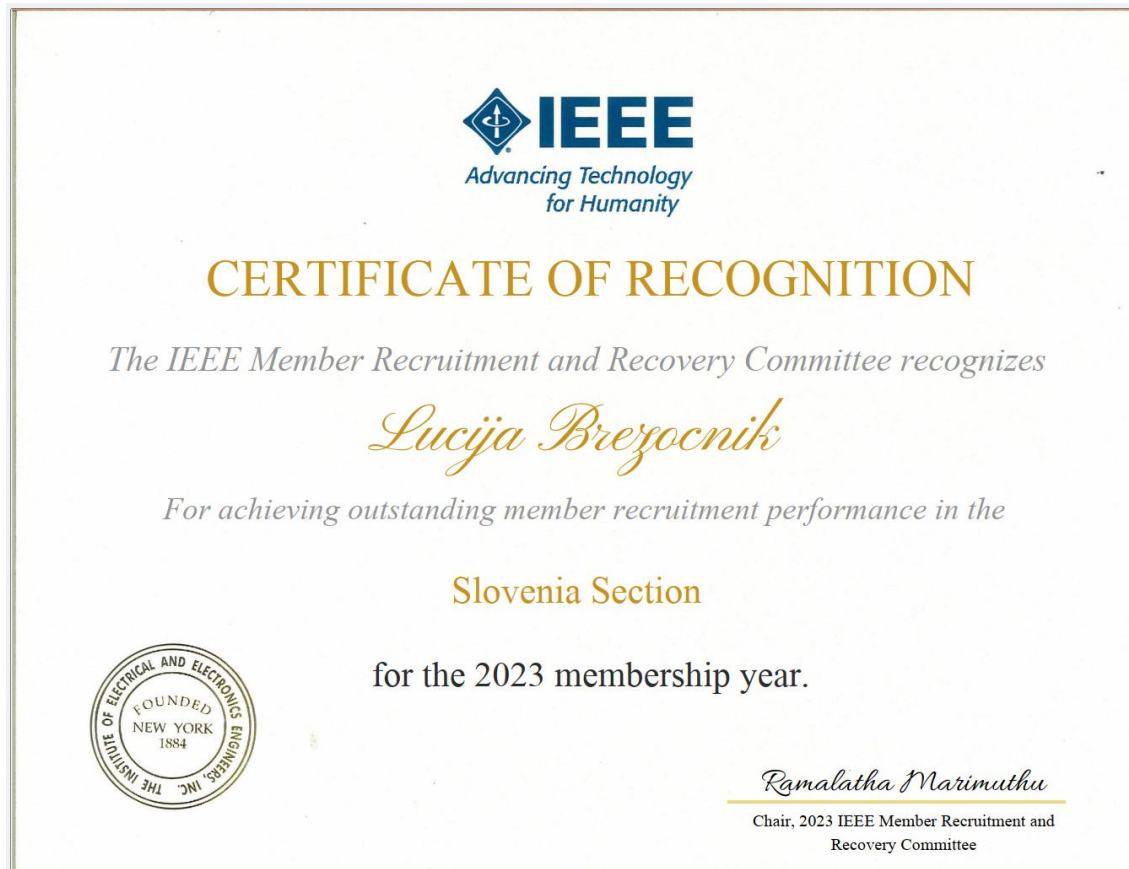 IEEE
Advancing Technology
for Humanity
CERTIFICATE OF RECOGNITION
The IEEE Member Recruitment and Recovery Committee recognizes
Lucija Brezocnik
For achieving outstanding member recruitment performance in the
Slovenia Section
for the 2023 membership year.
THE INSTITUTE OF ELECTRICAL AND ELECTRONICS ENGINEERS, INC.
FOUNDED
NEW YORK
1884
Ramalatha Marimuthu
Chair, 2023 IEEE Member Recruitment and
Recovery Committee